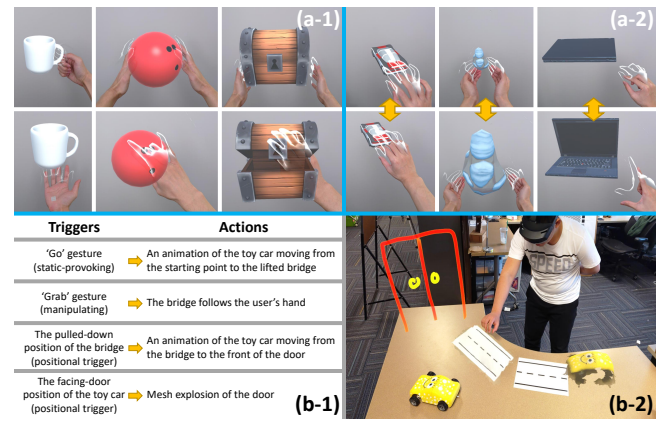 (a-1)
(a-2)
Triggers
Actions
'Go' gesture
(static-provoking)
An animation of the toy car moving from
the starting point to the lifted bridge
'Grab' gesture
(manipulating)
The bridge follows the user's hand
The pulled-down
position of the bridge
(positional trigger)
An animation of the toy car moving from
the bridge to the front of the door
The facing-door
position of the toy car
(positional trigger)
Mesh explosion of the door
(b-1)
SPEED
(b-2)